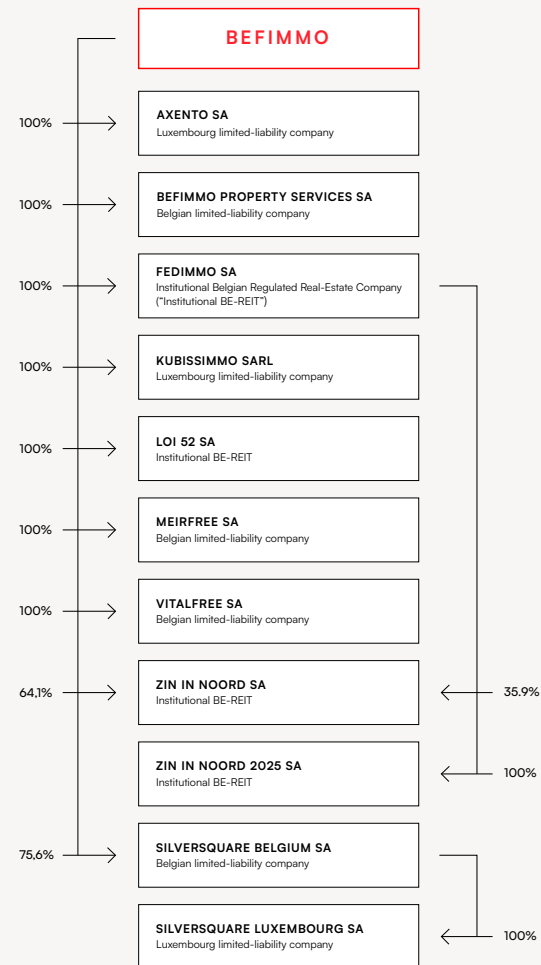 BEFIMMO
AXENTO SA
100%
Luxembourg limited-liability company
BEFIMMO PROPERTY SERVICES SA
100%
Belgian limited-liability company
FEDIMMO SA
100%
Institutional Belgian Regulated Real-Estate Company
("Institutional BE-REIT")
KUBISSIMMO SARL
100%
Luxembourg limited-liability company
LOI 52 SA
100%
Institutional BE-REIT
MEIRFREE SA
100%
Belgian limited-liability company
VITALFREE SA
100%
Belgian limited-liability company
ZIN IN NOORD SA
64,1%
35.9%
Institutional BE-REIT
ZIN IN NOORD 2025 SA
100%
Institutional BE-REIT
SILVERSQUARE BELGIUM SA
75,6%
Belgian limited-liability company
SILVERSQUARE LUXEMBOURG SA
100%
Luxembourg limited-liability company